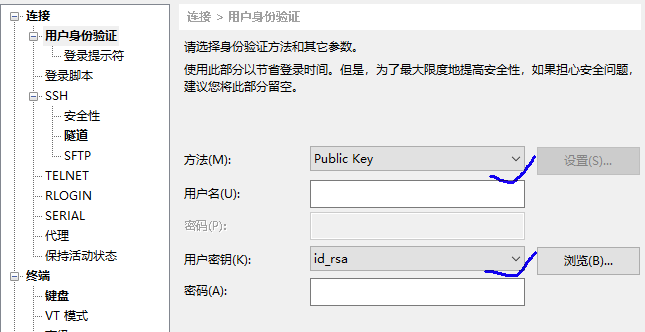 连接
用户身份验证
登录提示符
登录脚本
SSH
安全性
隧道
SFTP
TELNET
RLOGIN
SERIAL
代理
保持活动状态
终端
键盘
VT 模式
连接 > 用户身份验证
请选择身份验证方法和其它参数。
使用此部分以节省登录时间。但是，为了最大限度地提高安全性，如果担心安全问题，
建议您将此部分留空。
方法(M):
Public Key
设置(S)...
用户名(U):
密码(P):
用户密钥(K):
id_rsa
浏览(B)...
密码(A):